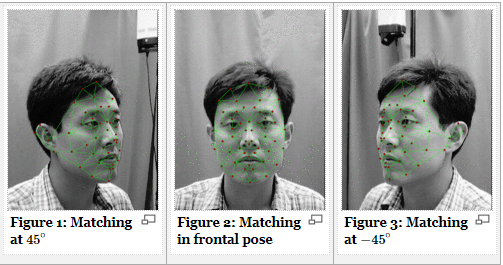 Figure 1: Matching
at 45°
Figure 2: Matching
in frontal pose
Figure 3: Matching
at −45°